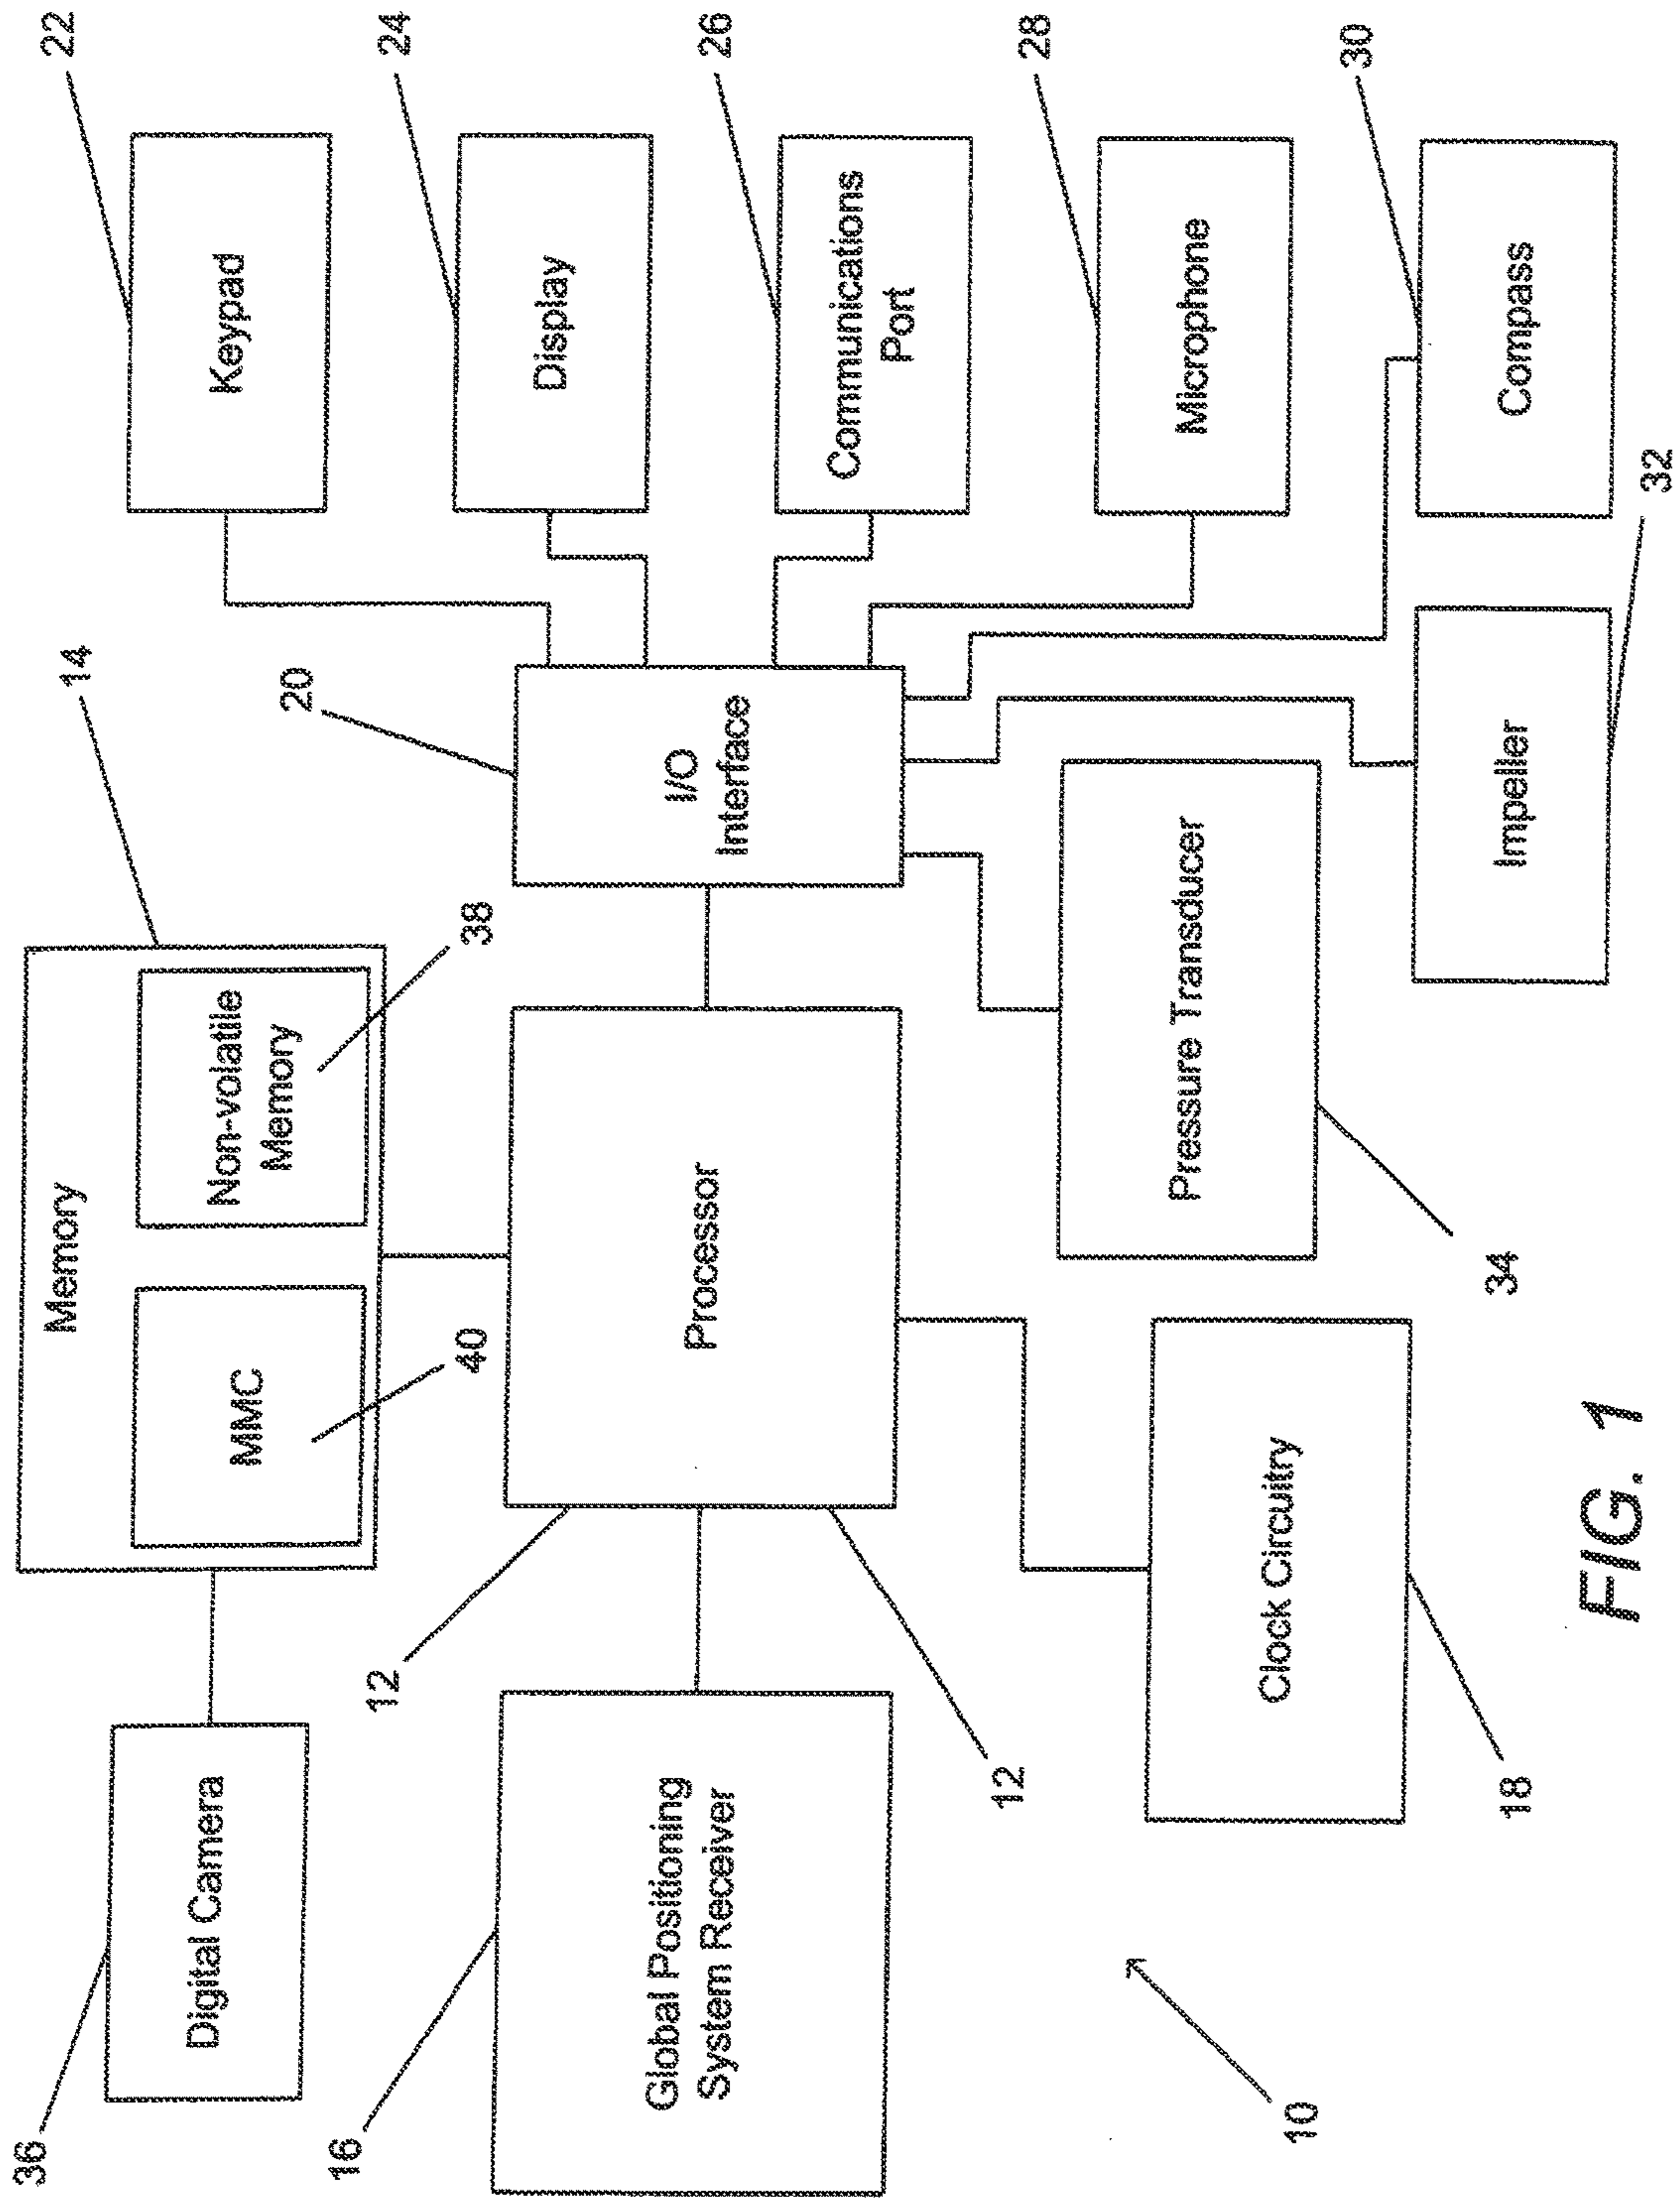 36
Digital Camera
14
Memory
MMC
Non-volatile
Memory
40
38
22
Keypad
12
20
24
Display
16
Global Positioning
System Receiver
Processor
I/O
Interface
26
Communications
Port
12
28
Microphone
18
Clock Circuitry
34
Pressure Transducer
30
Compass
Impeller
32
10
FIG. 1